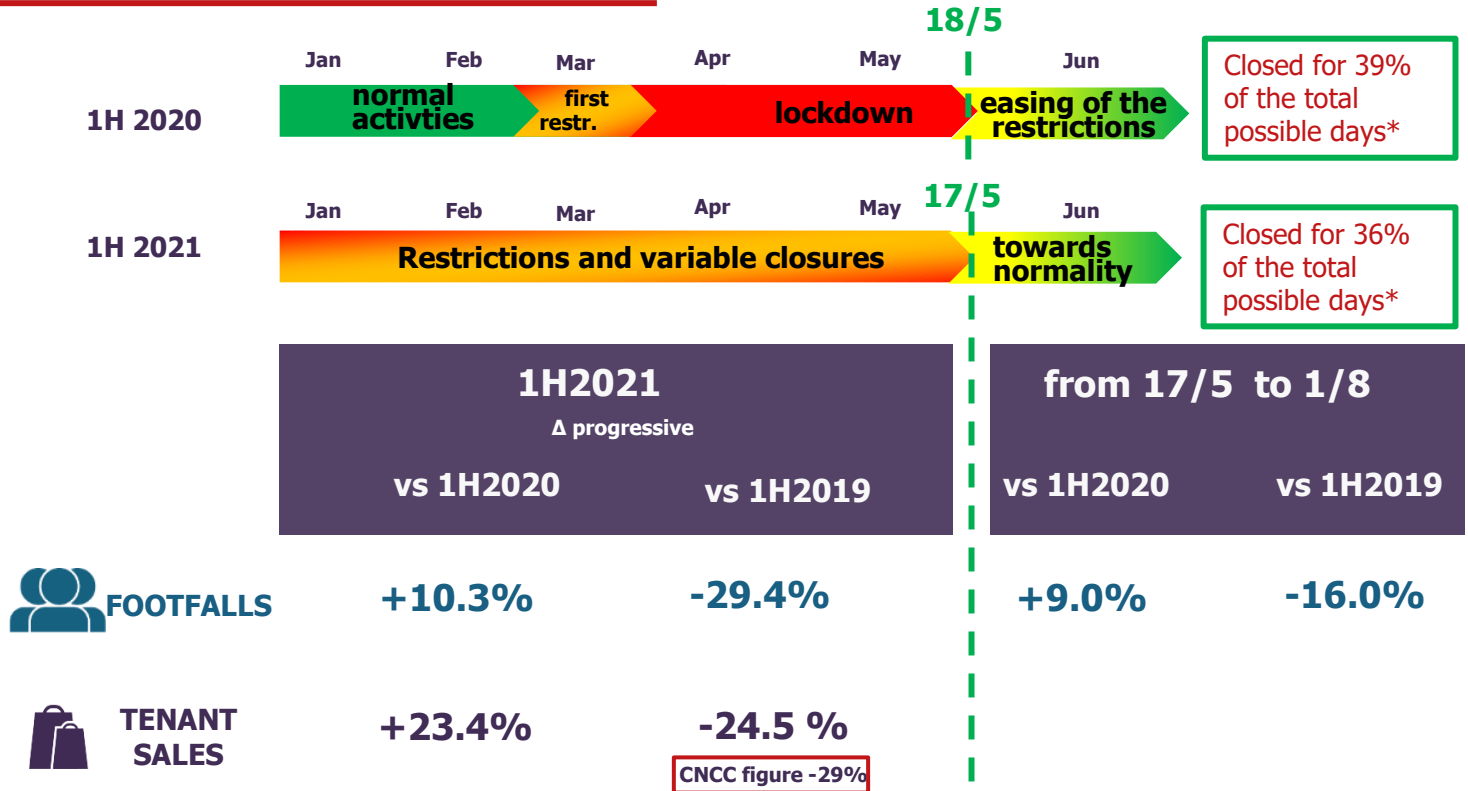 18/5
Jan Feb Mar Apr May Jun
1H 2020
normal
activties
first
restr.
lockdown
easing of the
restrictions
Closed for 39%
of the total
possible days*
17/5
Jan Feb Mar Apr May Jun
1H 2021
Restrictions and variable closures
towards
normality
Closed for 36%
of the total
possible days*
1H2021
Δ progressive
vs 1H2020 vs 1H2019
from 17/5 to 1/8
vs 1H2020 vs 1H2019
FOOTFALLS +10.3% -29.4% +9.0% -16.0%
TENANT
SALES
+23.4% -24.5 %
CNCC figure -29%